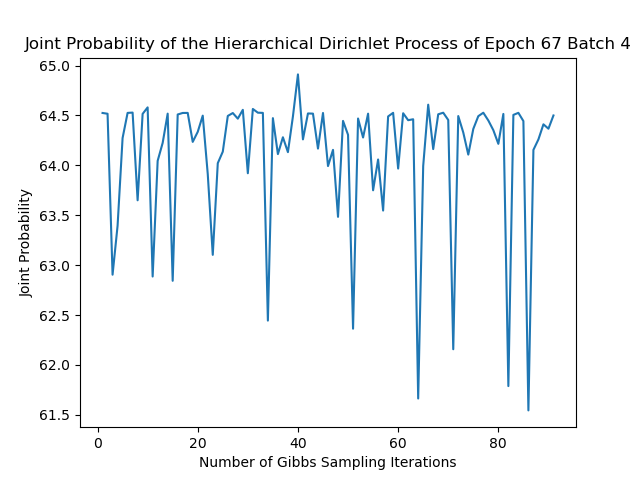 Joint Probability of the Hierarchical Dirichlet Process of Epoch 67 Batch 4
65.0
64.5
64.0
63.5
63.0
62.5
62.0
61.5
Joint Probability
0 20 40 60 80
Number of Gibbs Sampling Iterations